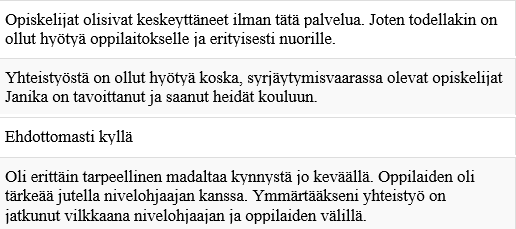 Opiskelijat olisivat keskeyttäneet ilman tätä palvelua. Joten todellakin on
ollut hyötyä oppilaitokselle ja erityisesti nuorille.
Yhteistyöstä on ollut hyötyä koska, syrjäytymisvaarassa olevat opiskelijat
Janika on tavoittanut ja saanut heidät kouluun.
Ehdottomasti kyllä
Oli erittäin tarpeellinen madaltaa kynnystä jo keväällä. Oppilaiden oli
tärkeää jutella nivelohjaajan kanssa. Ymmärtääkseni yhteistyö on
jatkunut vilkkaana nivelohjaajan ja oppilaiden välillä.